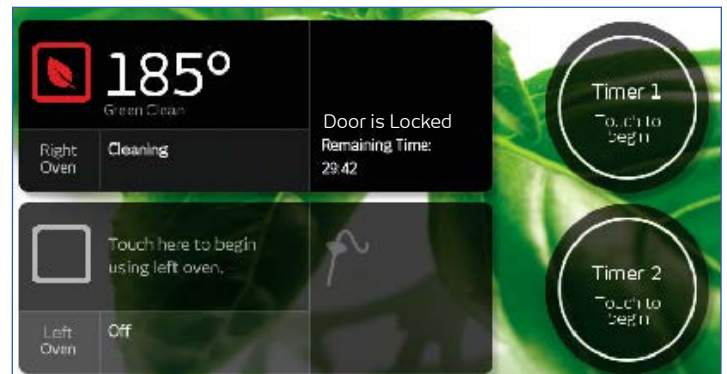 185°
Green Clean
Door is Locked
Right
Oven
Cleaning
Remaining Time:
29:42
Timer 1
Touch to
begin
Touch here to begin
using left oven.
Left
Oven
Off
Timer 2
Touch to
begin